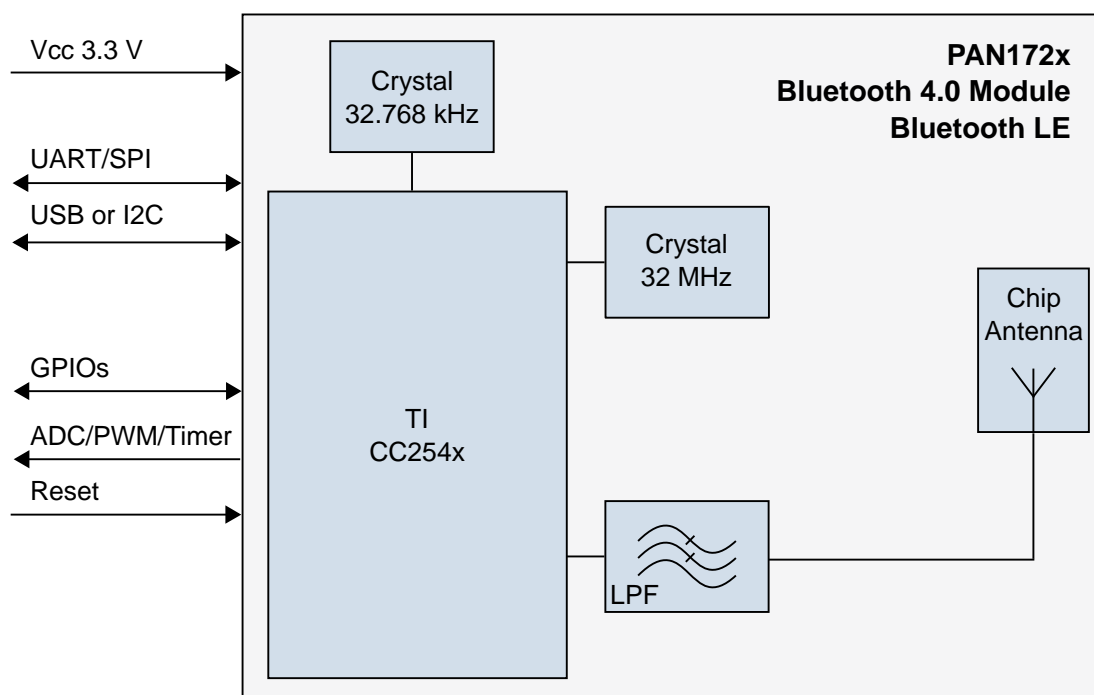 Vcc 3.3 V
UART/SPI
USB or I2C
GPIOs
ADC/PWM/Timer
Reset
PAN172x
Bluetooth 4.0 Module
Bluetooth LE
Crystal
32.768 kHz
Crystal
32 MHz
Chip
Antenna
TI
CC254x
LPF